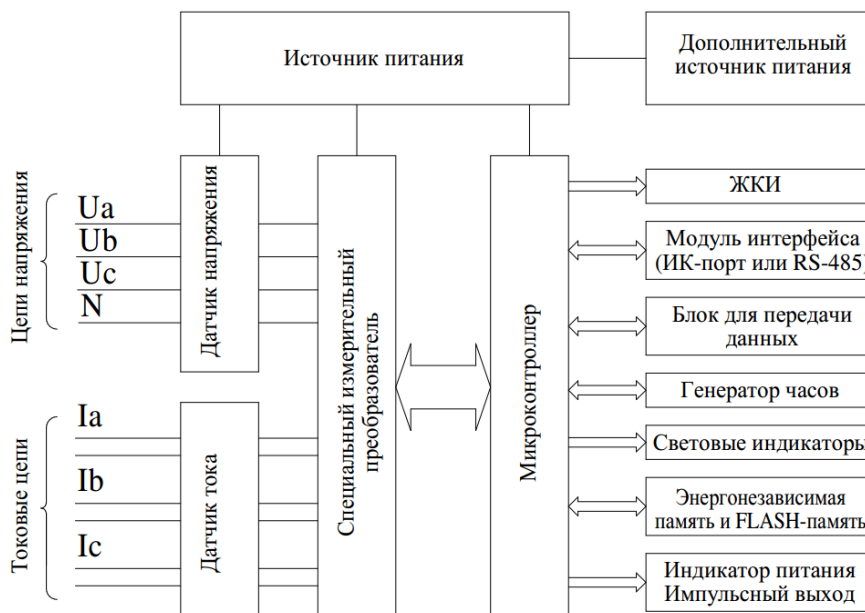 Источник питания
Дополнительный
источник питания
Цепи напряжения
Ua
Ub
Uc
N
Датчик напряжения
Токовые цепи
Ia
Ib
Ic
Датчик тока
Специальный измерительный
преобразователь
Микроконтроллер
ЖКИ
Модуль интерфейса
(ИК-порт или RS-485)
Блок для передачи
данных
Генератор часов
Световые индикаторы
Энергонезависимая
память и FLASH-память
Индикатор питания
Импульсный выход